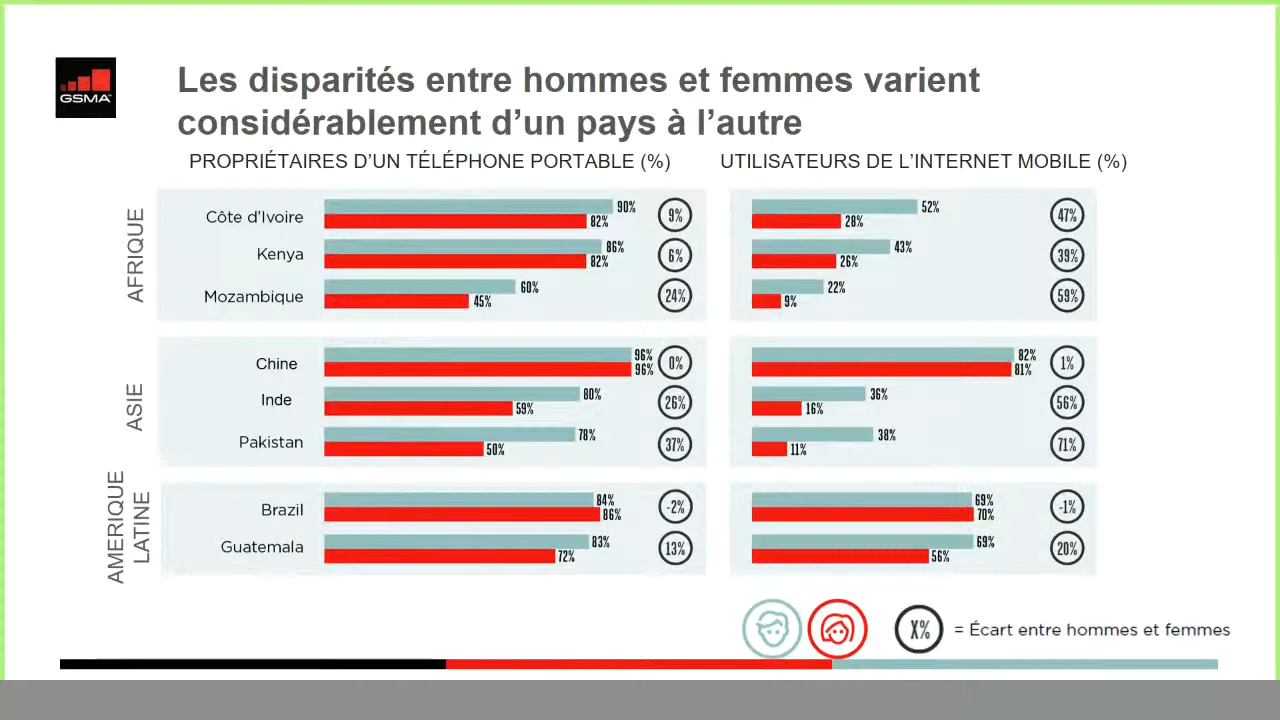 GSMA
Les disparités entre hommes et femmes varient
considérablement d'un pays à l'autre
PROPRIÉTAIRES D'UN TÉLÉPHONE PORTABLE (%)
UTILISATEURS DE L'INTERNET MOBILE (%)
AFRIQUE
Côte d'Ivoire 90% 82% 9% 52% 28% 47%
Kenya 86% 82% 6% 43% 26% 39%
Mozambique 60% 45% 24% 22% 9% 59%
ASIE
Chine 96% 96% 0% 82% 81% 1%
Inde 80% 59% 26% 36% 16% 56%
Pakistan 78% 50% 37% 38% 11% 71%
AMERIQUE
LATINE
Brazil 84% 86% -2% 69% 70% -1%
Guatemala 83% 72% 13% 69% 56% 20%
X% = Écart entre hommes et femmes